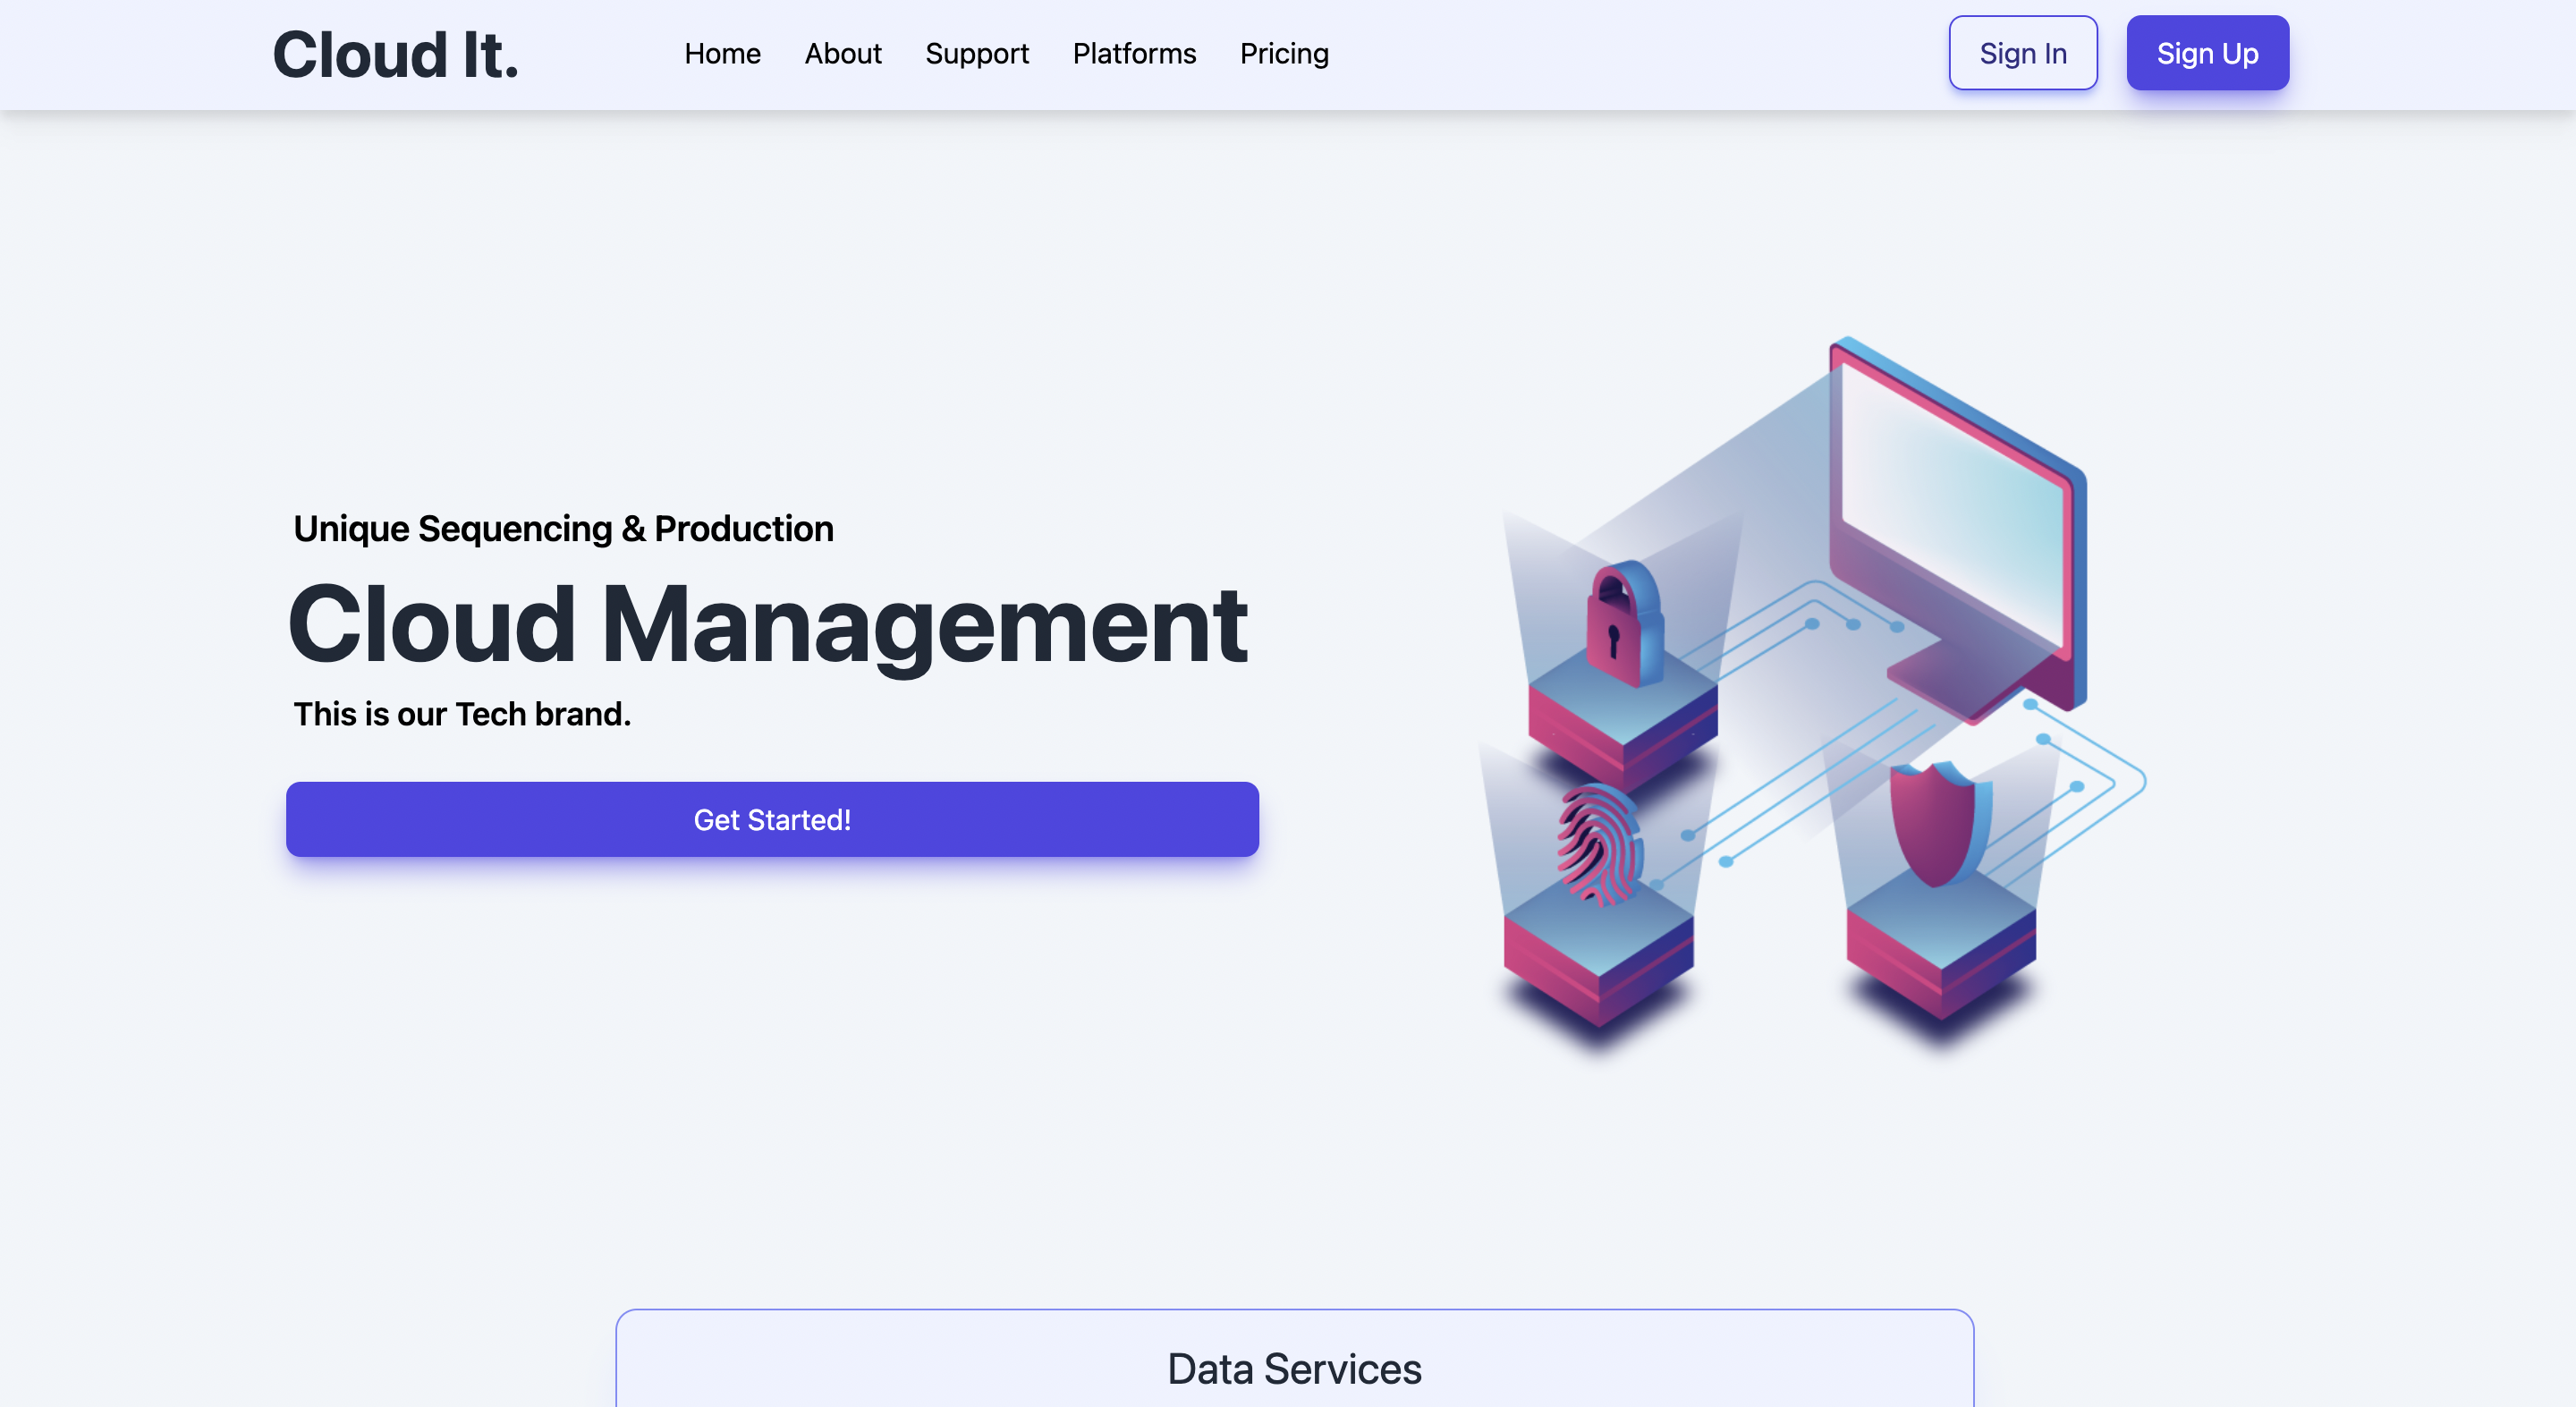 Cloud It.
Home About Support Platforms Pricing
Sign In Sign Up
Unique Sequencing & Production
Cloud Management
This is our Tech brand.
Get Started!
Data Services